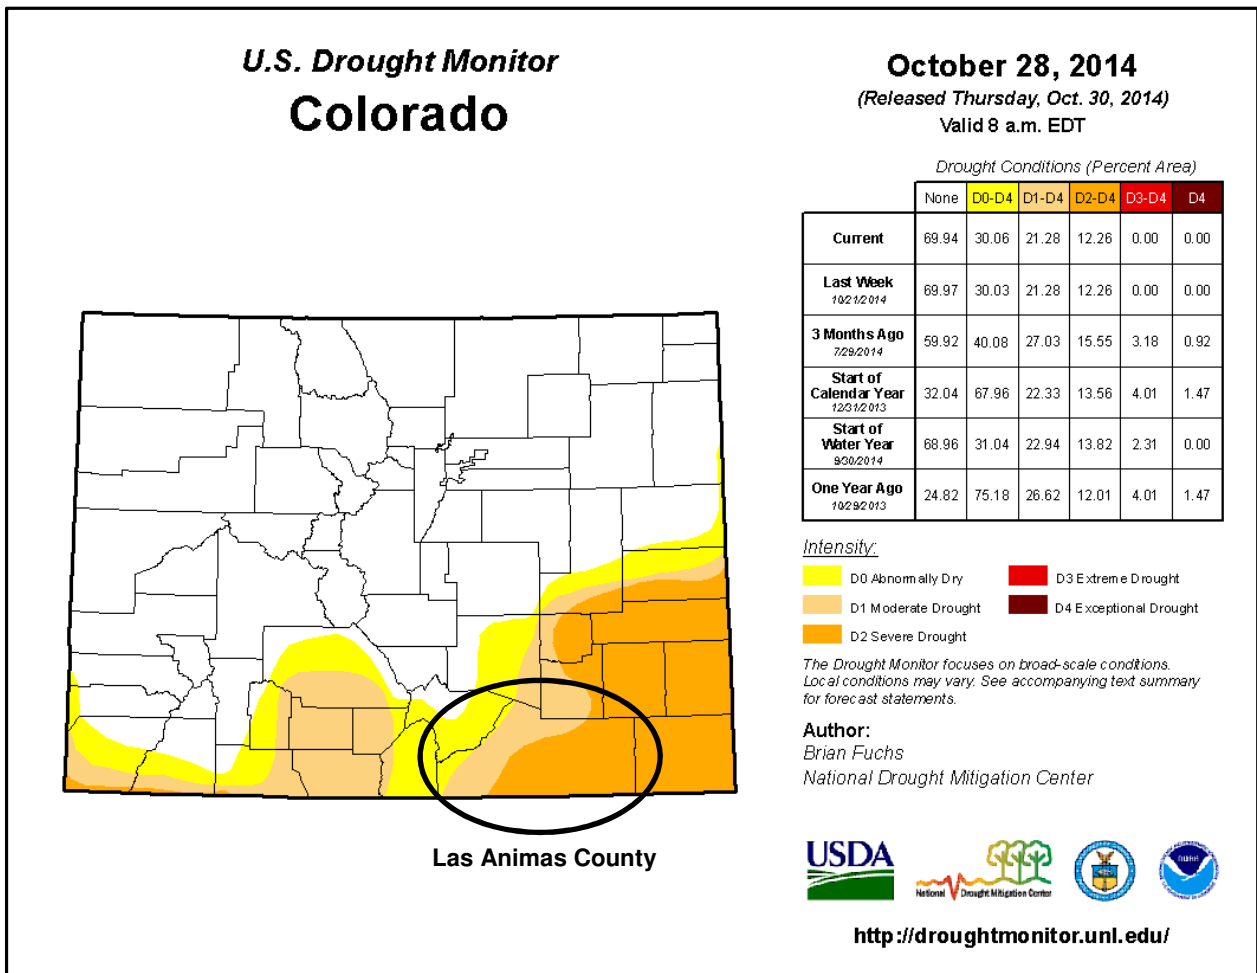 U.S. Drought Monitor
Colorado
October 28, 2014
(Released Thursday, Oct. 30, 2014)
Valid 8 a.m. EDT
Drought Conditions (Percent Area)
None D0-D4 D1-D4 D2-D4 D3-D4 D4
Current 69.94 30.06 21.28 12.26 0.00 0.00
Last Week
10/21/2014 69.97 30.03 21.28 12.26 0.00 0.00
3 Months Ago
7/29/2014 59.92 40.08 27.03 15.55 3.18 0.92
Start of
Calendar Year
12/31/2013 32.04 67.96 22.33 13.56 4.01 1.47
Start of
Water Year
9/30/2014 68.96 31.04 22.94 13.82 2.31 0.00
One Year Ago
10/29/2013 24.82 75.18 26.62 12.01 4.01 1.47
Intensity:
D0 Abnormally Dry
D1 Moderate Drought
D2 Severe Drought
D3 Extreme Drought
D4 Exceptional Drought
The Drought Monitor focuses on broad-scale conditions.
Local conditions may vary. See accompanying text summary
for forecast statements.
Author:
Brian Fuchs
National Drought Mitigation Center
Las Animas County
USDA
National Drought Mitigation Center
noaa
http://droughtmonitor.unl.edu/